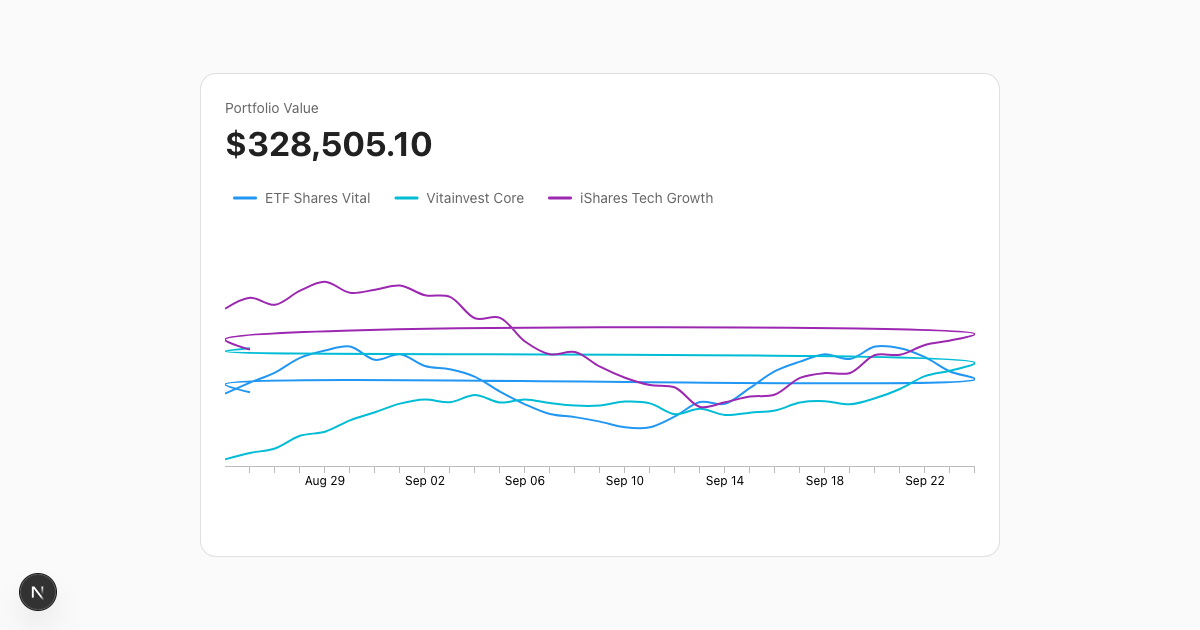 Portfolio Value
$328,505.10
ETF Shares Vital Vitainvest Core iShares Tech Growth
Aug 29 Sep 02 Sep 06 Sep 10 Sep 14 Sep 18 Sep 22
N